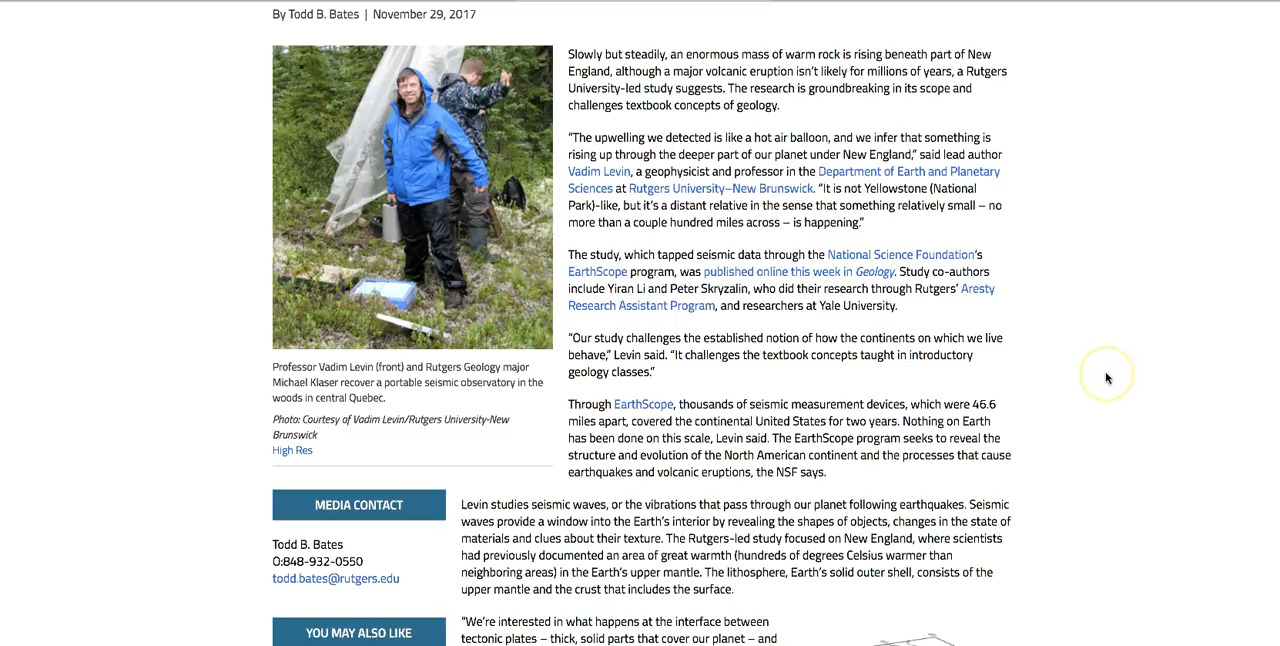 By Todd B. Bates | November 29, 2017
Slowly but steadily, an enormous mass of warm rock is rising beneath part of New
England, although a major volcanic eruption isn't likely for millions of years, a Rutgers
University-led study suggests. The research is groundbreaking in its scope and
challenges textbook concepts of geology.
"The upwelling we detected is like a hot air balloon, and we infer that something is
rising up through the deeper part of our planet under New England," said lead author
Vadim Levin, a geophysicist and professor in the Department of Earth and Planetary
Sciences at Rutgers University–New Brunswick. "It is not Yellowstone (National
Park)-like, but it's a distant relative in the sense that something relatively small – no
more than a couple hundred miles across – is happening."
The study, which tapped seismic data through the National Science Foundation's
EarthScope program, was published online this week in Geology. Study co-authors
include Yiran Li and Peter Skryzalin, who did their research through Rutgers' Aresty
Research Assistant Program, and researchers at Yale University.
"Our study challenges the established notion of how the continents on which we live
behave," Levin said. "It challenges the textbook concepts taught in introductory
geology classes."
Through EarthScope, thousands of seismic measurement devices, which were 46.6
miles apart, covered the continental United States for two years. Nothing on Earth
has been done on this scale, Levin said. The EarthScope program seeks to reveal the
structure and evolution of the North American continent and the processes that cause
earthquakes and volcanic eruptions, the NSF says.
Professor Vadim Levin (front) and Rutgers Geology major
Michael Klaser recover a portable seismic observatory in the
woods in central Quebec.
Photo: Courtesy of Vadim Levin/Rutgers University-New
Brunswick
High Res
MEDIA CONTACT
Todd B. Bates
O:848-932-0550
todd.bates@rutgers.edu
YOU MAY ALSO LIKE
Levin studies seismic waves, or the vibrations that pass through our planet following earthquakes. Seismic
waves provide a window into the Earth's interior by revealing the shapes of objects, changes in the state of
materials and clues about their texture. The Rutgers-led study focused on New England, where scientists
had previously documented an area of great warmth (hundreds of degrees Celsius warmer than
neighboring areas) in the Earth's upper mantle. The lithosphere, Earth's solid outer shell, consists of the
upper mantle and the crust that includes the surface.
"We're interested in what happens at the interface between
tectonic plates – thick, solid parts that cover our planet – and